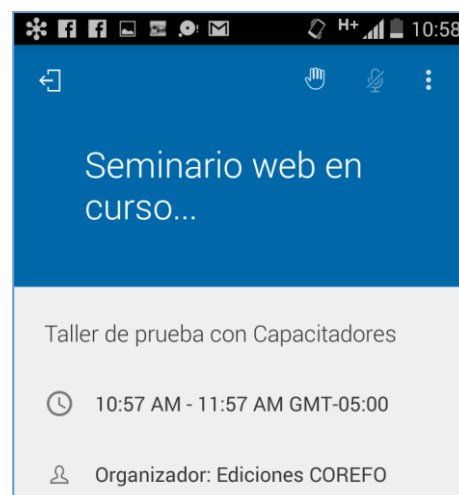 H+ 10:58
Seminario web en
curso...
Taller de prueba con Capacitadores
10:57 AM - 11:57 AM GMT-05:00
Organizador: Ediciones COREFO